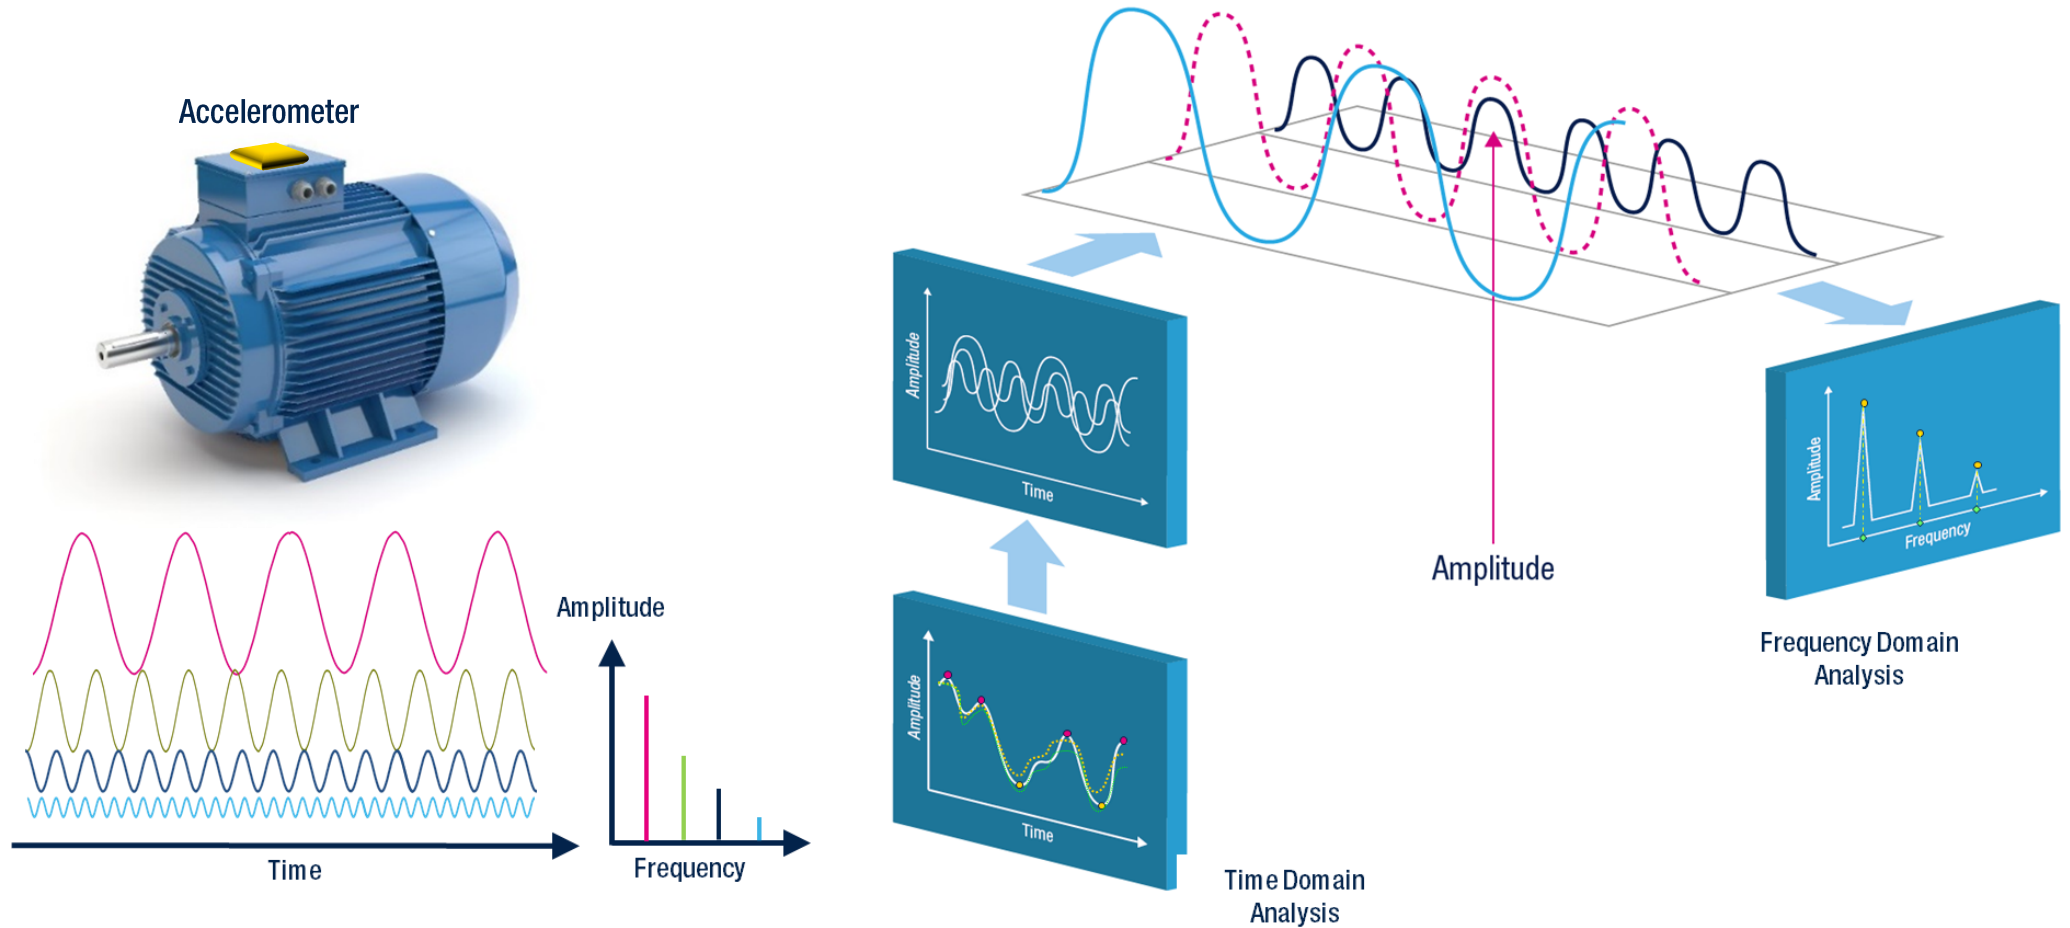 Accelerometer
Amplitude
Time
Frequency
Amplitude
Time
Amplitude
Time
Time Domain
Analysis
Amplitude
Amplitude
Frequency
Frequency Domain
Analysis